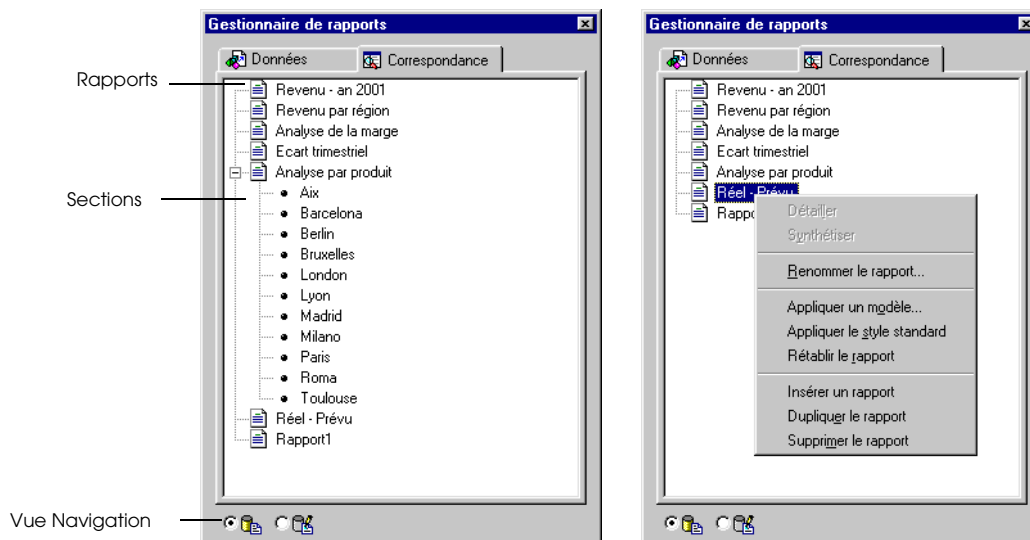 Gestionnaire de rapports
Données
Correspondance
Rapports
Revenu - an 2001
Revenu par région
Analyse de la marge
Ecart trimestriel
Analyse par produit
Sections
Aix
Barcelona
Berlin
Bruxelles
London
Lyon
Madrid
Milano
Paris
Roma
Toulouse
Réel - Prévu
Rapport1
Vue Navigation
Gestionnaire de rapports
Données
Correspondance
Revenu - an 2001
Revenu par région
Analyse de la marge
Ecart trimestriel
Analyse par produit
Réel - Prévu
Rappo
Détailler
Synthétiser
Renommer le rapport...
Appliquer un modèle...
Appliquer le style standard
Rétablir le rapport
Insérer un rapport
Dupliquer le rapport
Supprimer le rapport